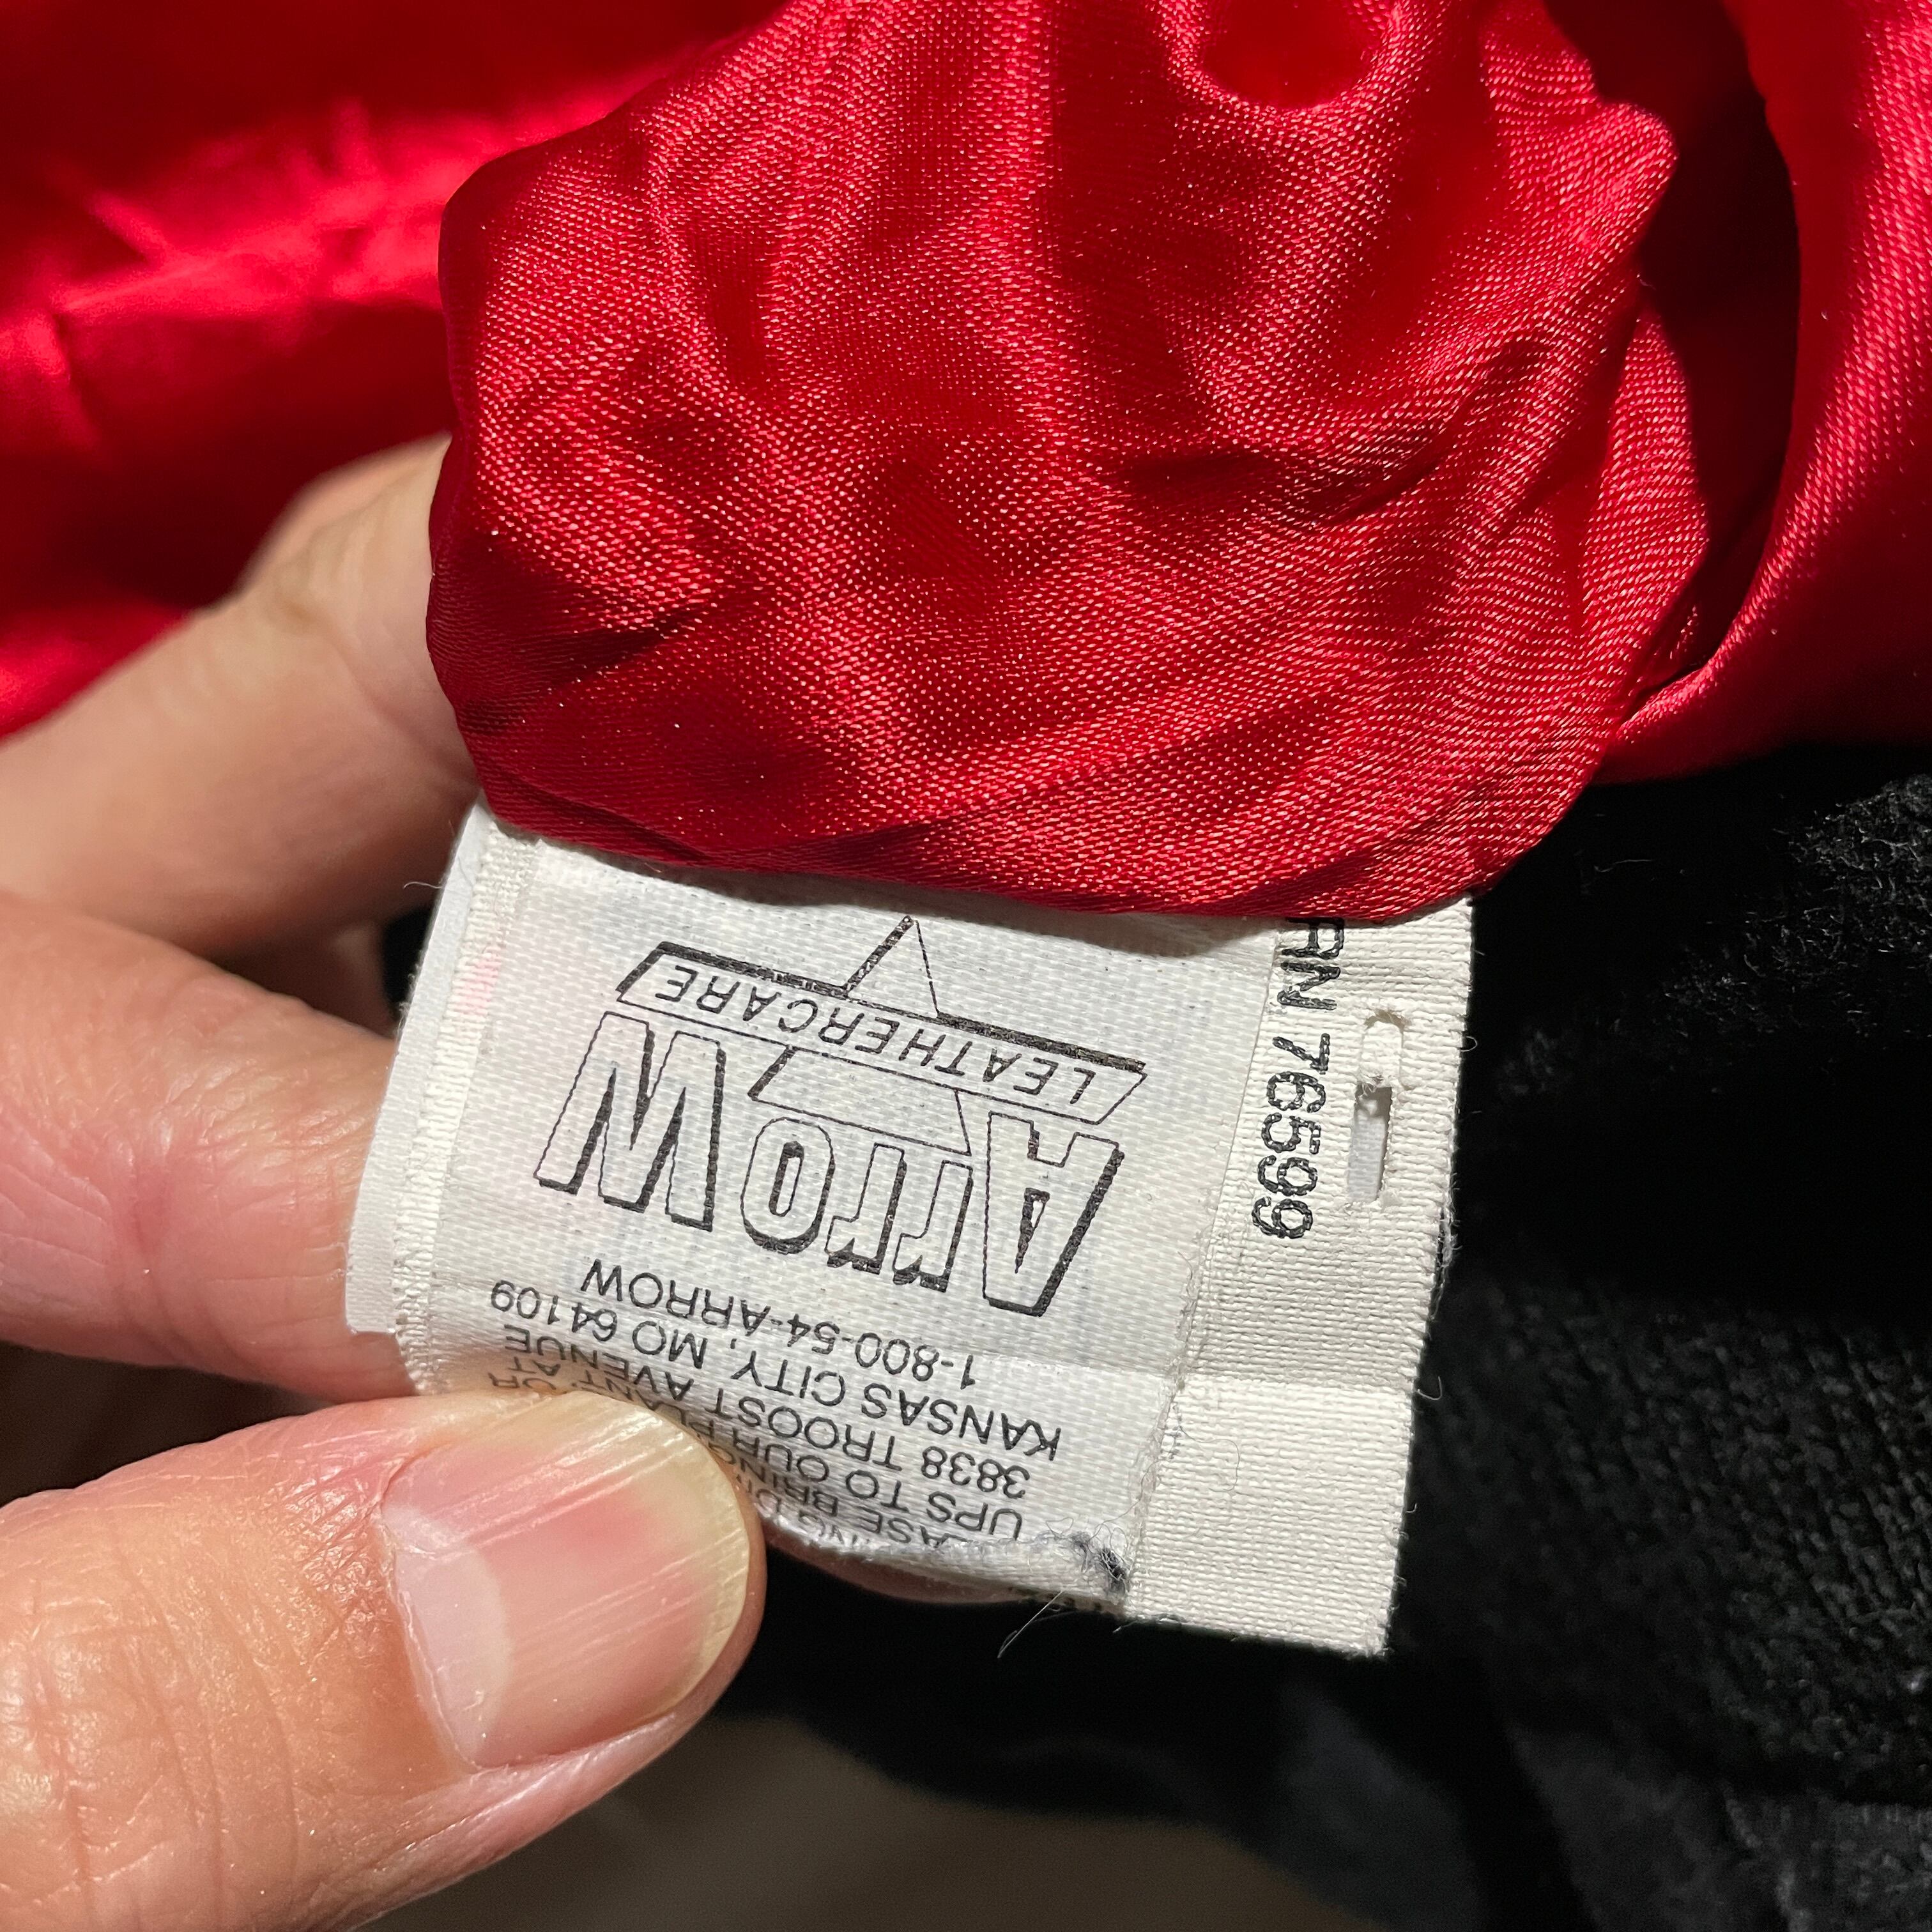 LEATHERCARE
ArroW
1-800-54-ARROW
KANSAS CITY, MO 64109
3838 TROOST AVENUE
UPS TO OUR PLANT AT
RN 76599